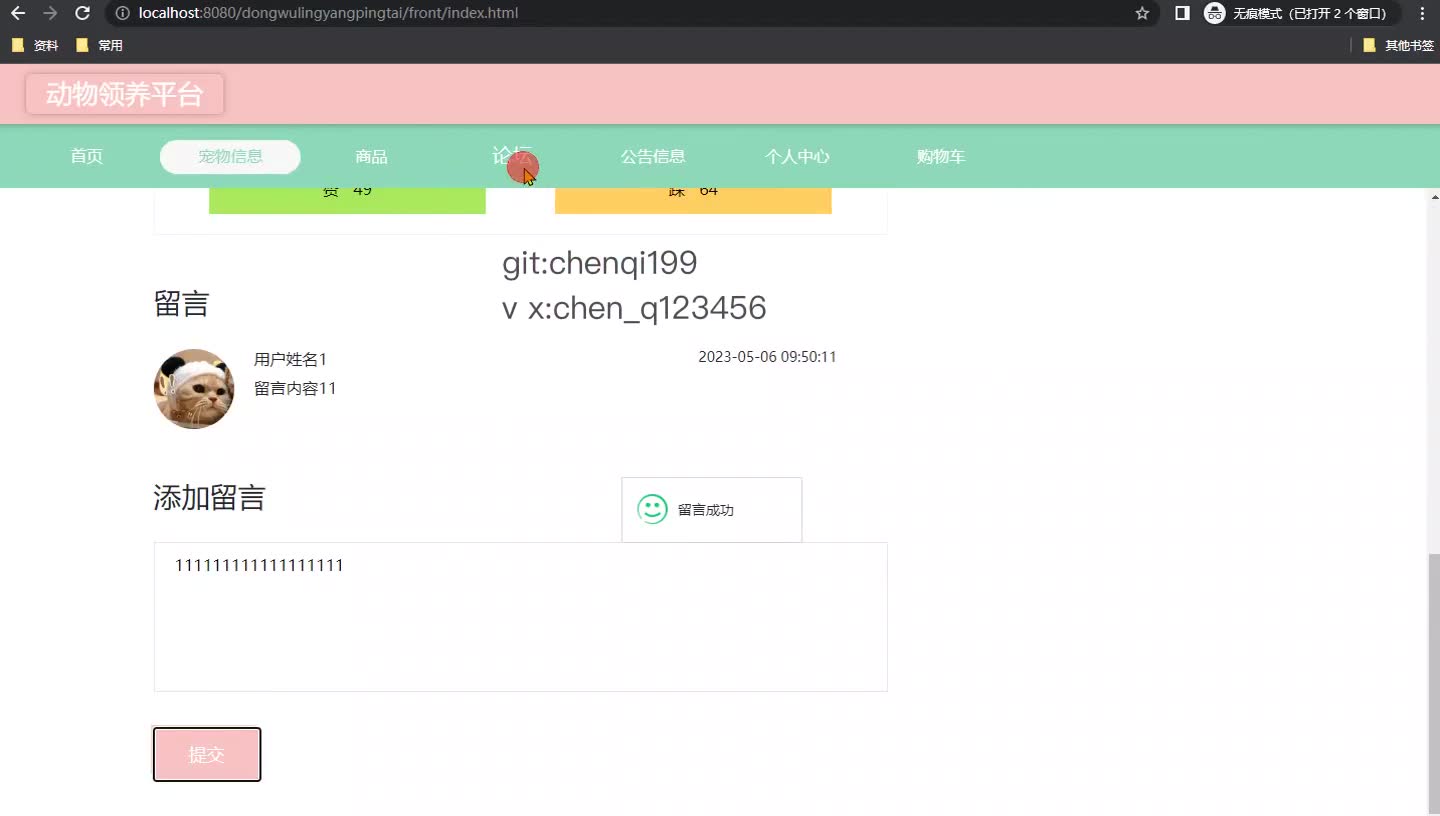 localhost:8080/dongwulingyangpingtai/front/index.html
无痕模式（已打开 2 个窗口）
资料
常用
其他书签
动物领养平台
首页
宠物信息
商品
论坛
公告信息
个人中心
购物车
赞 49
踩 64
git:chenqi199
v x:chen_q123456
留言
用户姓名1
2023-05-06 09:50:11
留言内容11
添加留言
留言成功
111111111111111111
提交